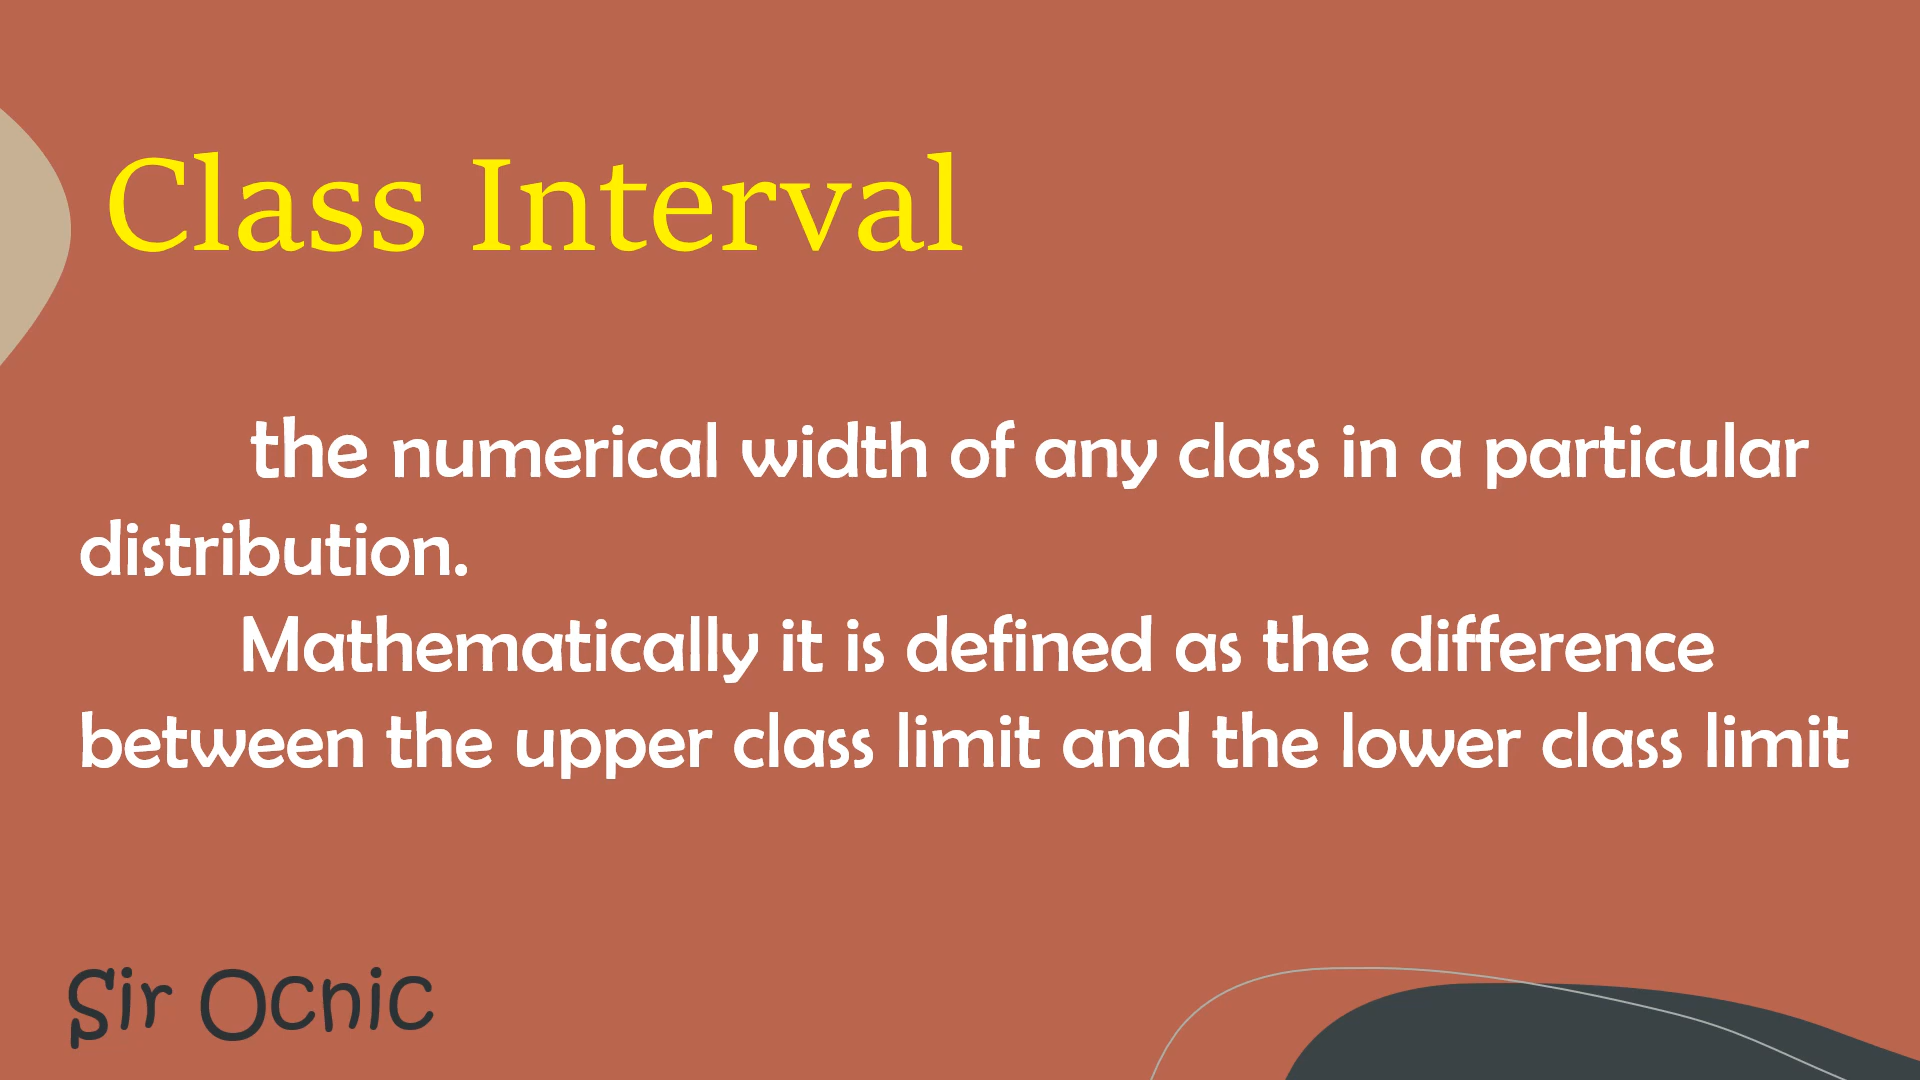 Class Interval
the numerical width of any class in a particular
distribution.
Mathematically it is defined as the difference
between the upper class limit and the lower class limit
Sir Ocnic